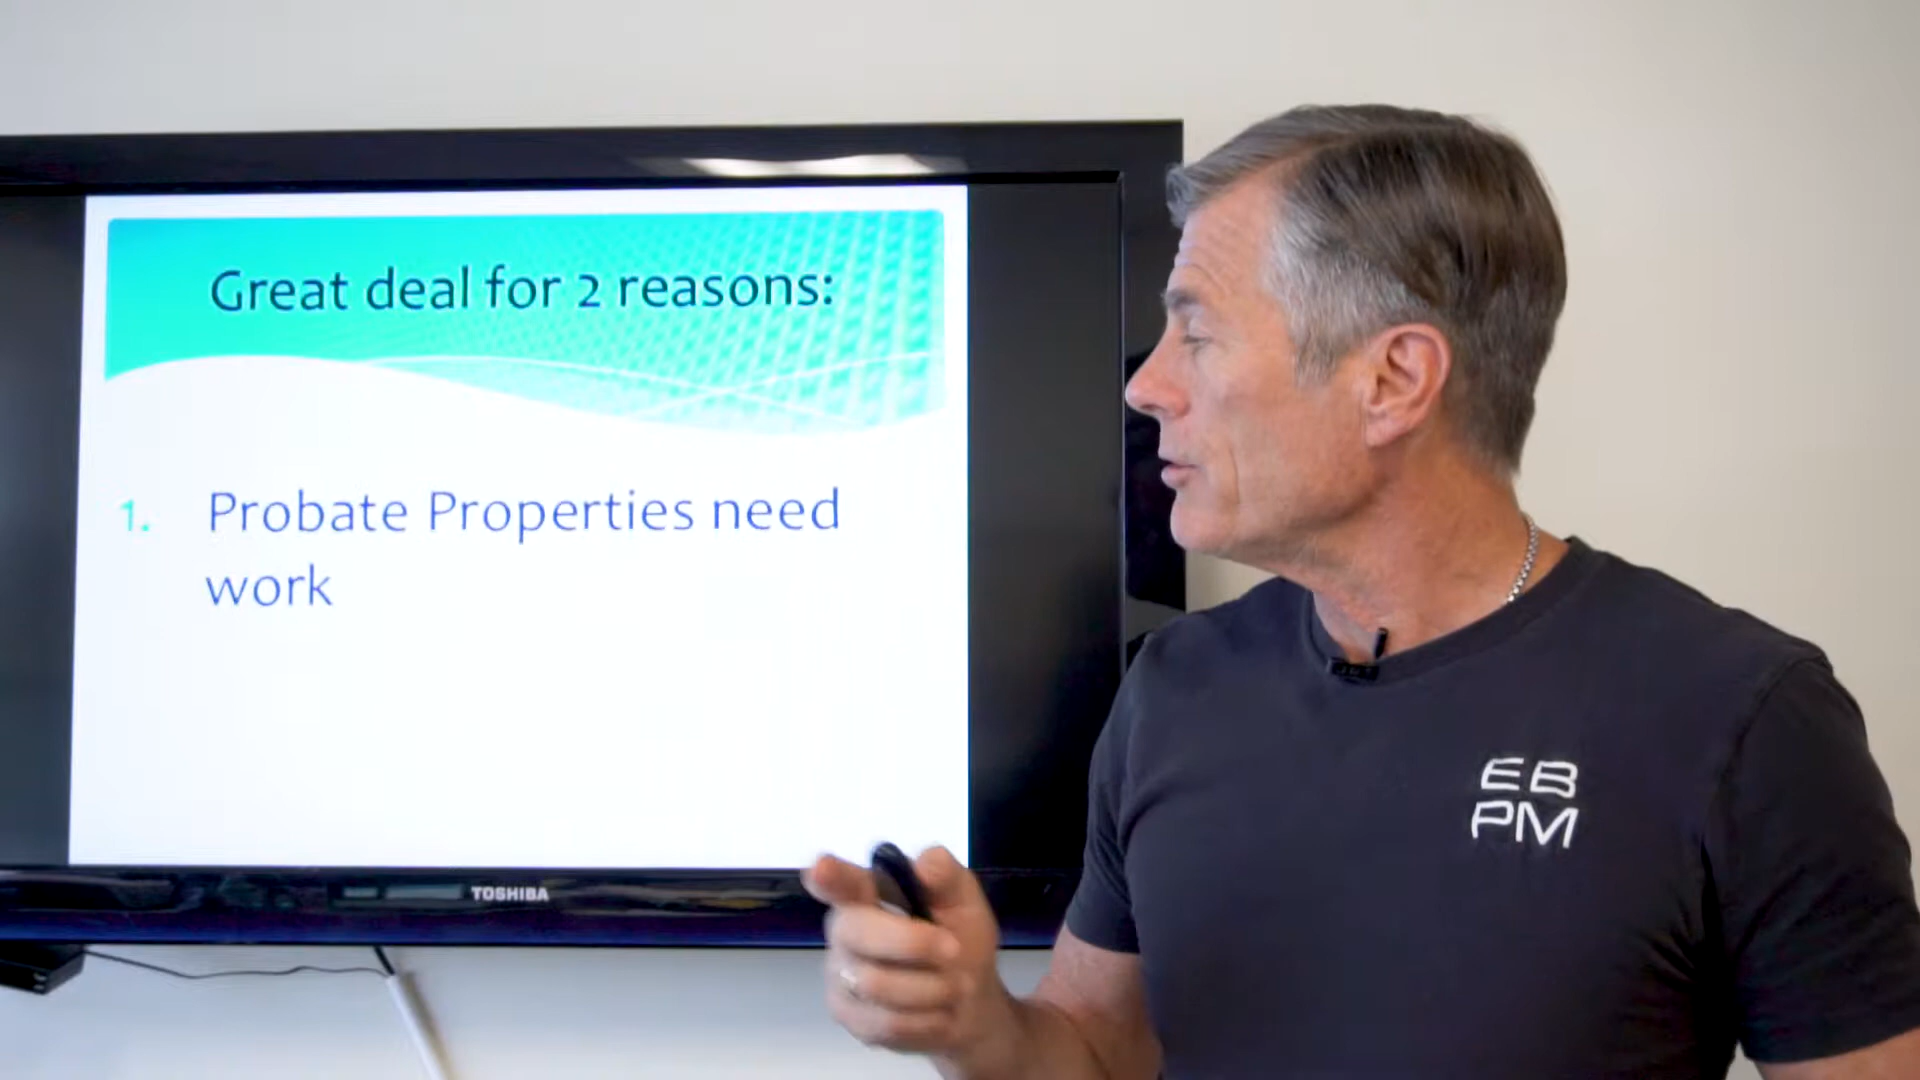 Great deal for 2 reasons:
1. Probate Properties need
work
TOSHIBA
EB
PM